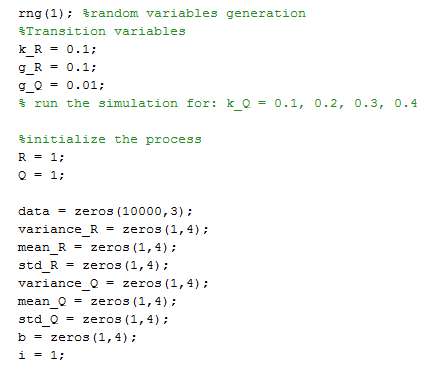 rng(1); %random variables generation
%Transition variables
k_R = 0.1;
g_R = 0.1;
g_Q = 0.01;
% run the simulation for: k_Q = 0.1, 0.2, 0.3, 0.4
%initialize the process
R = 1;
Q = 1;
data = zeros(10000,3);
variance_R = zeros(1,4);
mean_R = zeros(1,4);
std_R = zeros(1,4);
variance_Q = zeros(1,4);
mean_Q = zeros(1,4);
std_Q = zeros(1,4);
b = zeros(1,4);
i = 1;